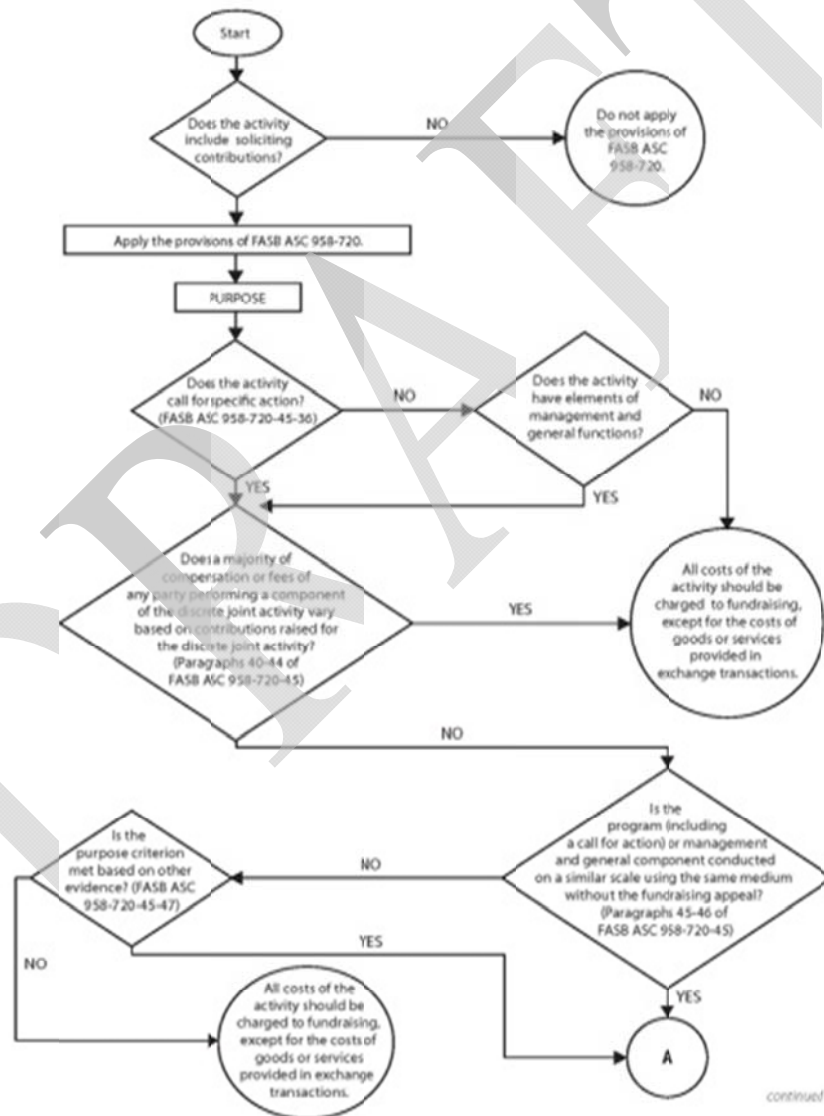 Start
Does the activity
include soliciting
contributions?
NO
Do not apply
the provisions of
FASB ASC
958-720.
Apply the provisions of FASB ASC 958-720.
PURPOSE
Does the activity
call for specific action?
(FASB ASC 958-720-45-36)
NO
Does the activity
have elements of
management and
general functions?
NO
YES
YES
Does a majority of
compensation or fees of
any party performing a component
of the discrete joint activity vary
based on contributions raised for
the discrete joint activity?
(Paragraphs 40-44 of
FASB ASC 958-720-45)
YES
All costs of the
activity should be
charged to fundraising,
except for the costs of
goods or services
provided in
exchange transactions.
NO
Is the
program (including
a call for action) or management
and general component conducted
on a similar scale using the same medium
without the fundraising appeal?
(Paragraphs 45-46 of
FASB ASC 958-720-45)
NO
Is the
purpose criterion
met based on other
evidence? (FASB ASC
958-720-45-47)
YES
NO
All costs of the
activity should be
charged to fundraising,
except for the costs of
goods or services
provided in exchange
transactions.
YES
A
continued
DRAFT